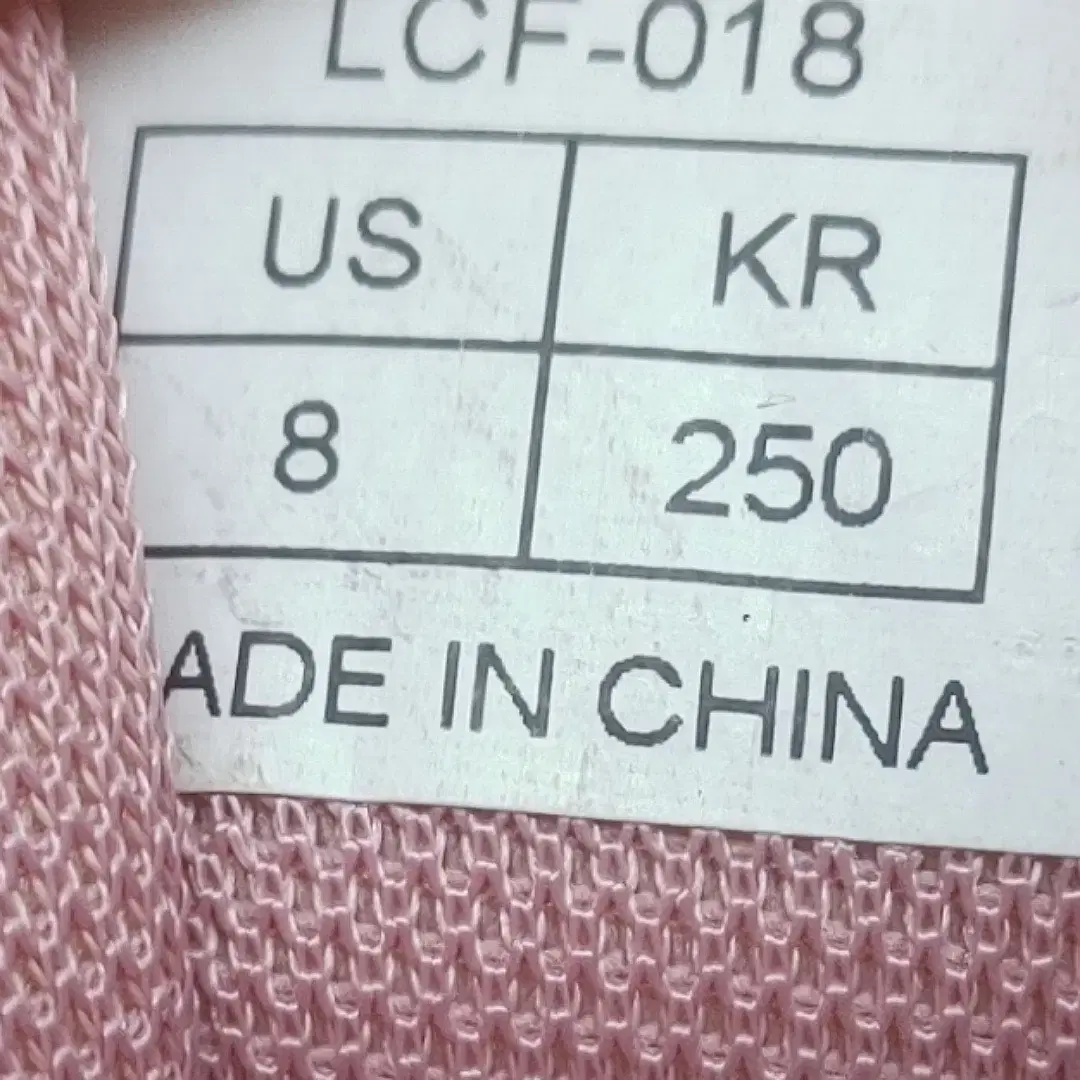 LCF-018
US KR
8 250
ADE IN CHINA